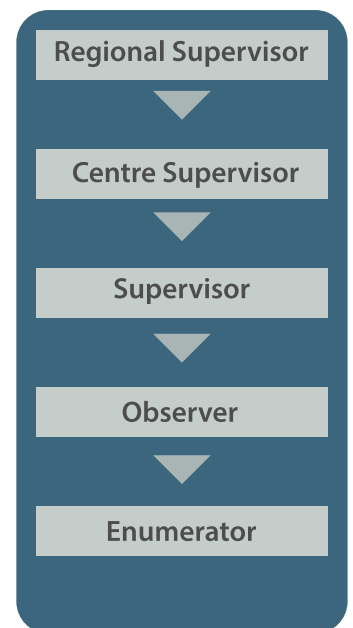 Regional Supervisor
Centre Supervisor
Supervisor
Observer
Enumerator